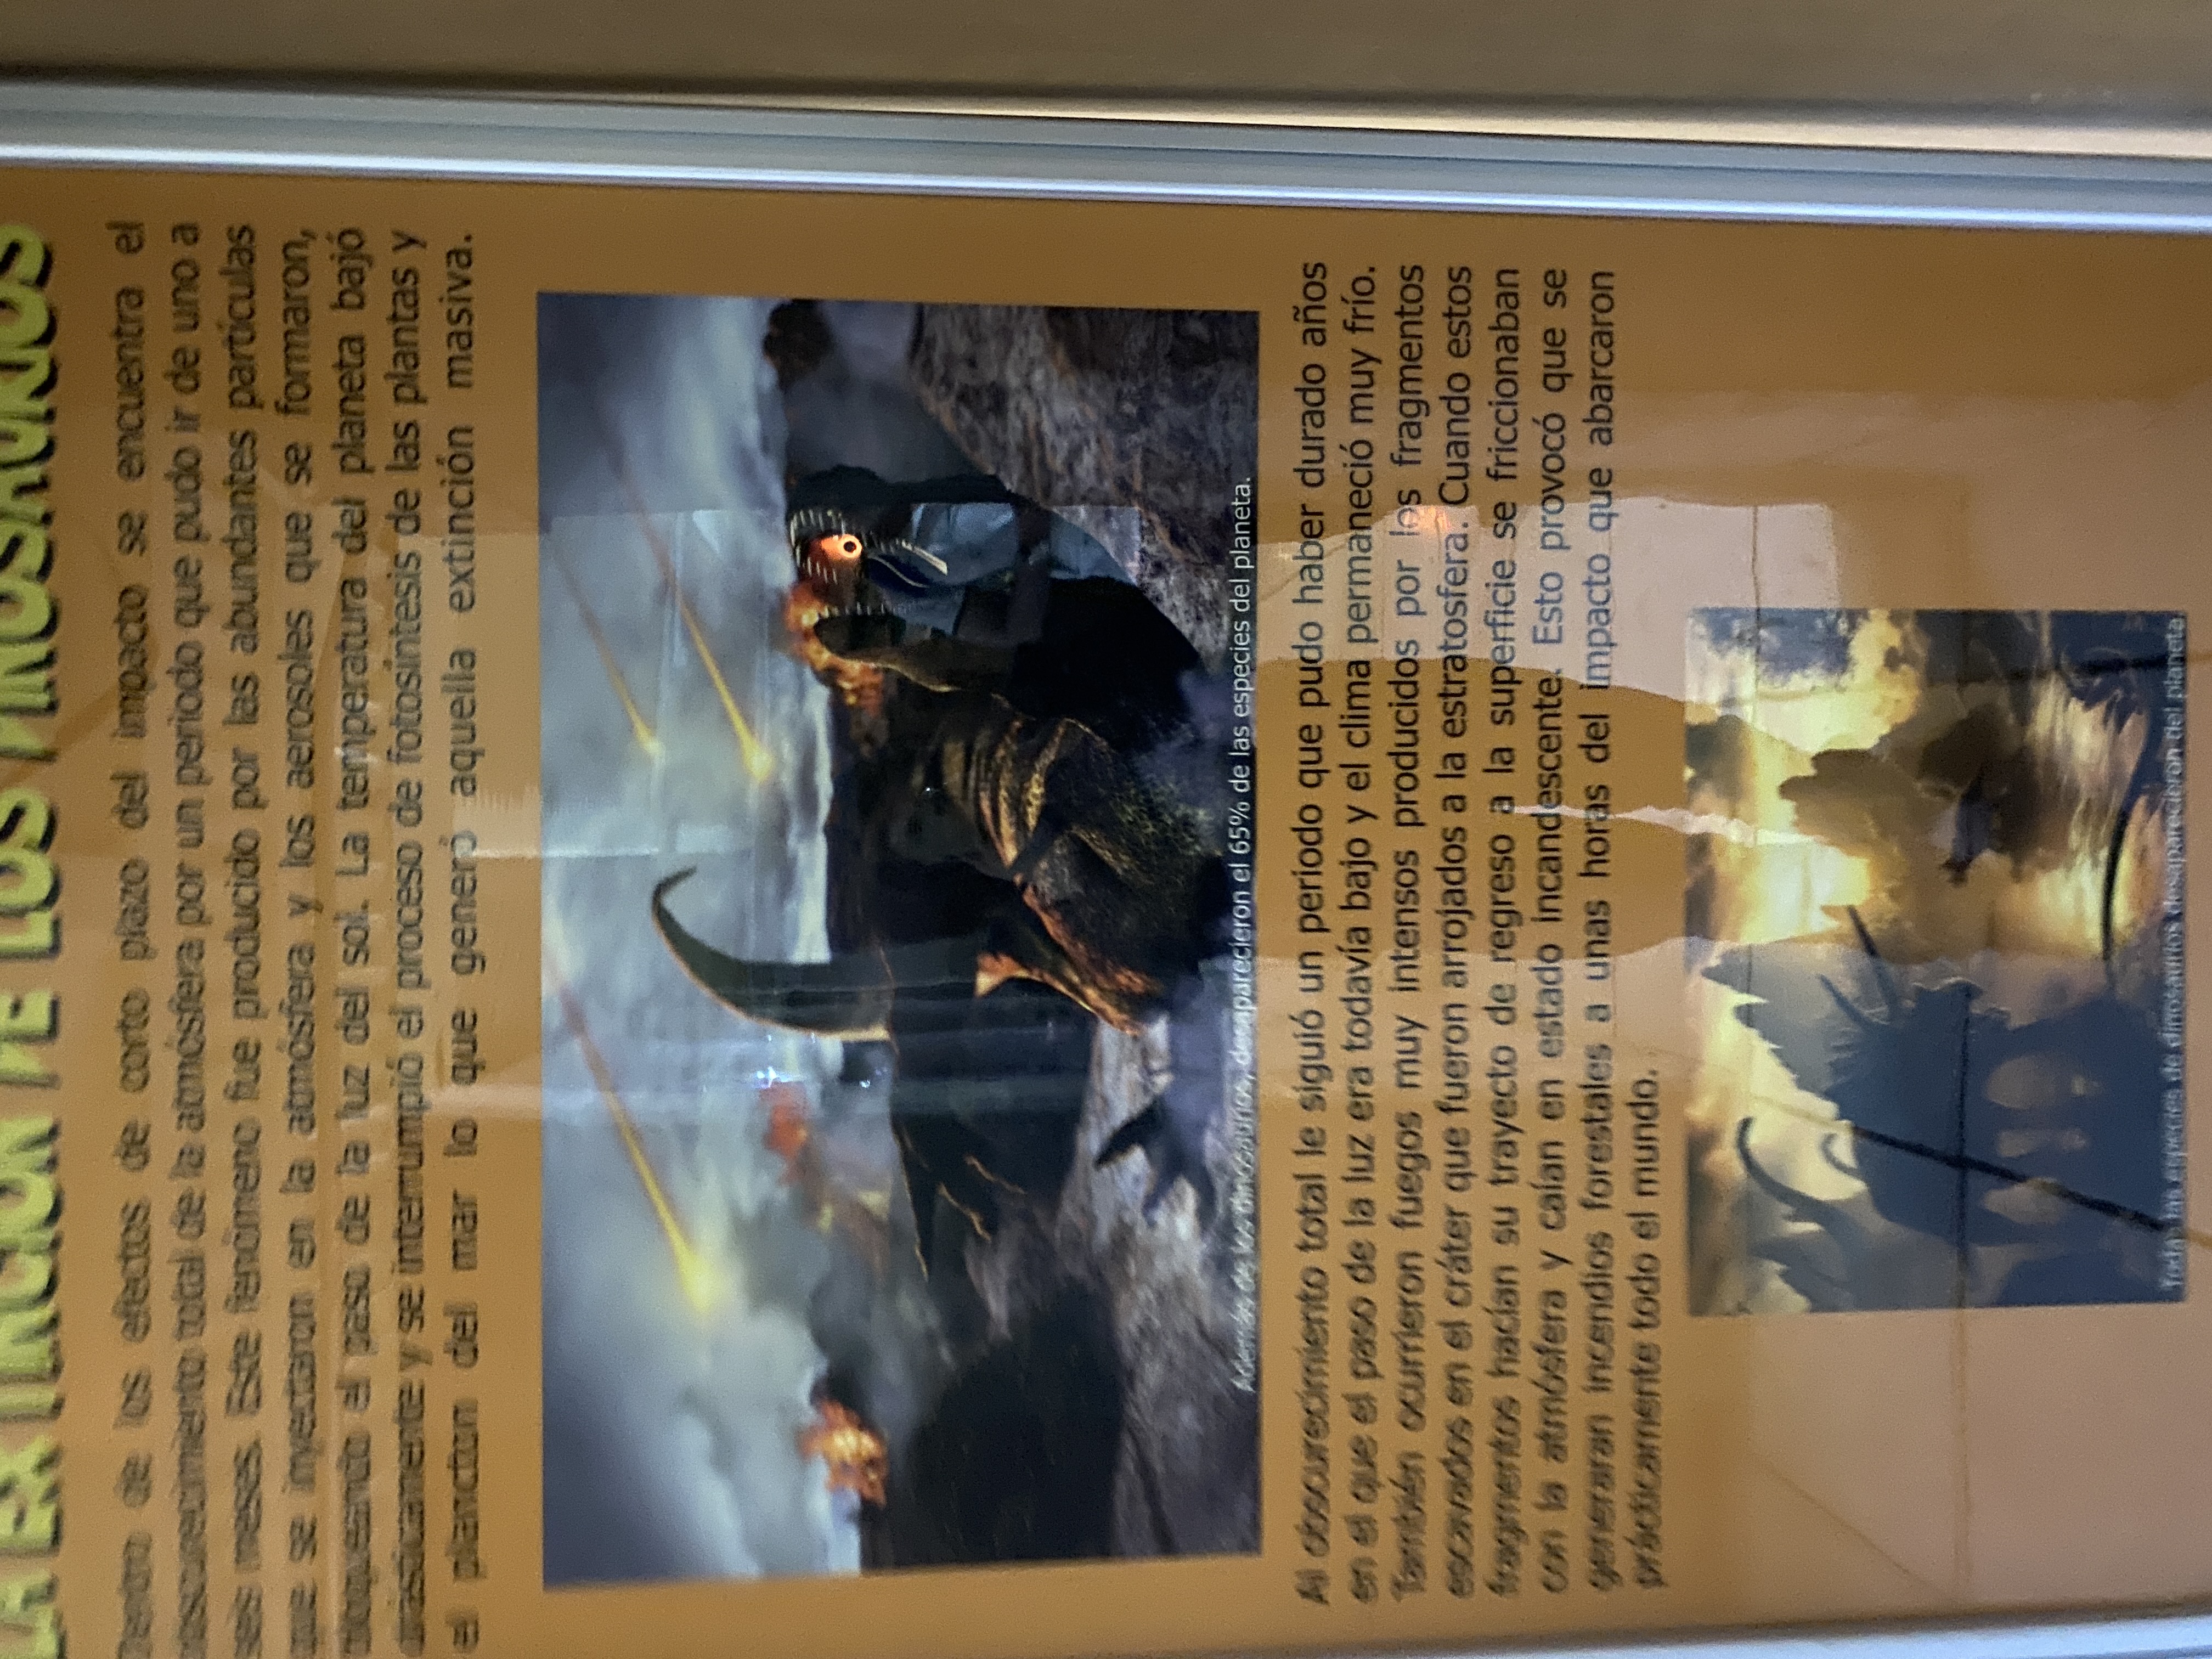 LA EXTINCIÓN DE LOS DINOSAURIOS
Dentro de los efectos de corto plazo del impacto se encuentra el
obscurecimiento total de la atmósfera por un periodo que pudo ir de uno a
seis meses. Este fenómeno fue producido por las abundantes partículas
que se inyectaron en la atmósfera y los aerosoles que se formaron,
bloqueando el paso de la luz del sol. La temperatura del planeta bajó
drásticamente y se interrumpió el proceso de fotosíntesis de las plantas y
el plancton del mar lo que generó aquella extinción masiva.
Además de los dinosaurios, desaparecieron el 65% de las especies del planeta.
Al obscurecimiento total le siguió un periodo que pudo haber durado años
en el que el paso de la luz era todavía bajo y el clima permaneció muy frío.
También ocurrieron fuegos muy intensos producidos por los fragmentos
escavados en el cráter que fueron arrojados a la estratosfera. Cuando estos
fragmentos hacían su trayecto de regreso a la superficie se friccionaban
con la atmósfera y caían en estado incandescente. Esto provocó que se
generaran incendios forestales a unas horas del impacto que abarcaron
prácticamente todo el mundo.
Todas las especies de dinosaurios desaparecieron del planeta.